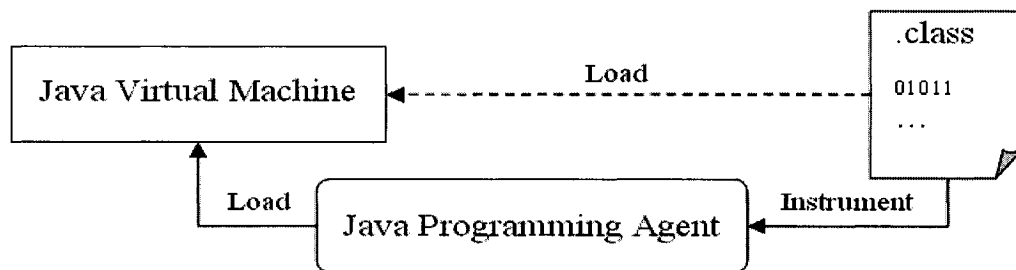 .class
Load
Java Virtual Machine
01011
...
Load
Instrument
Java Programming Agent